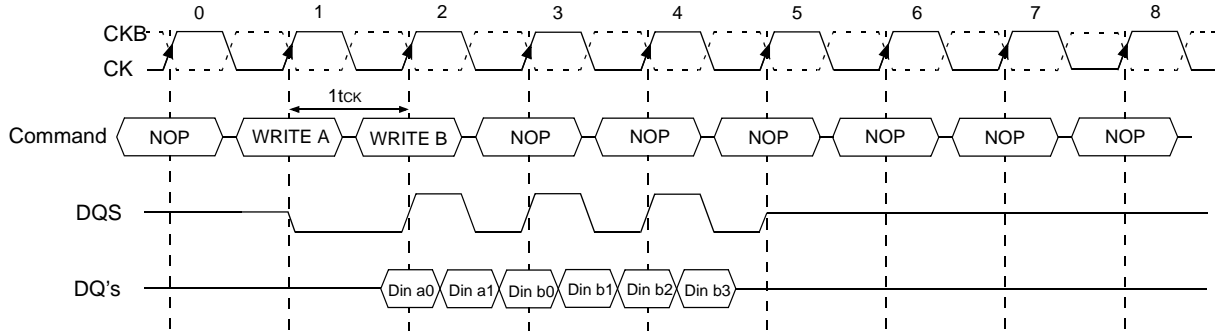 0 1 2 3 4 5 6 7 8
CKB
CK
1tCK
Command NOP WRITE A WRITE B NOP NOP NOP NOP NOP NOP
DQS
DQ's Din a0 Din a1 Din b0 Din b1 Din b2 Din b3